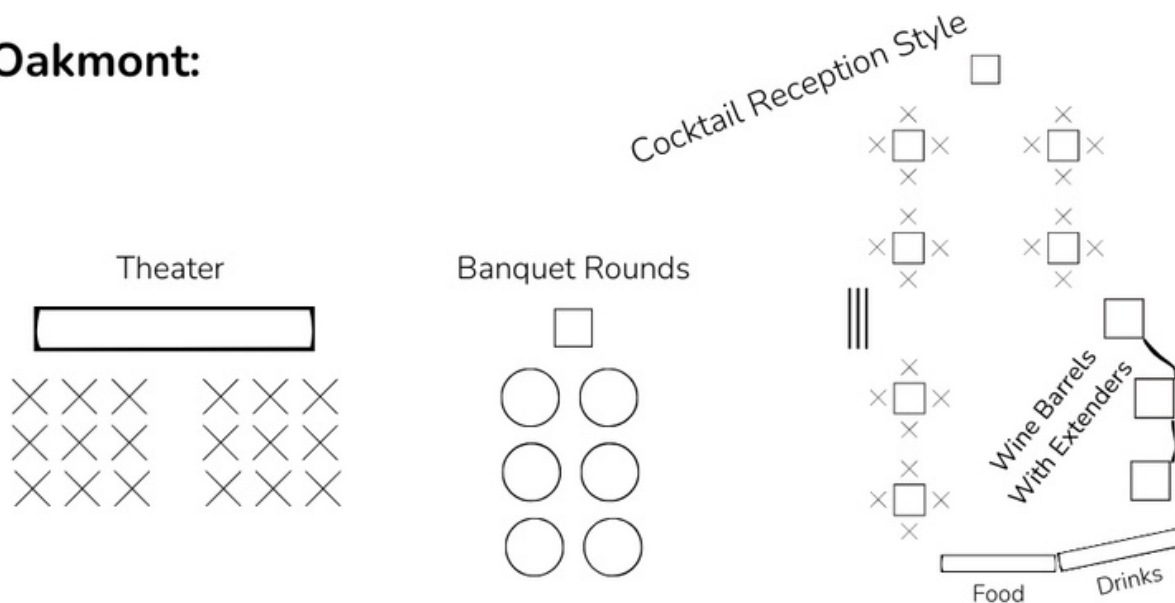 Oakmont:
Cocktail Reception Style
Theater
Banquet Rounds
Wine Barrels
With Extenders
Food
Drinks